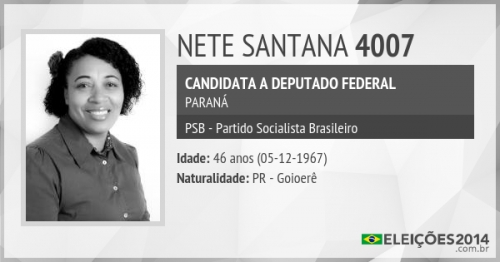 NETE SANTANA 4007
CANDIDATA A DEPUTADO FEDERAL
PARANÁ
PSB - Partido Socialista Brasileiro
Idade: 46 anos (05-12-1967)
Naturalidade: PR - Goioerê
ELEIÇÕES2014
.com.br